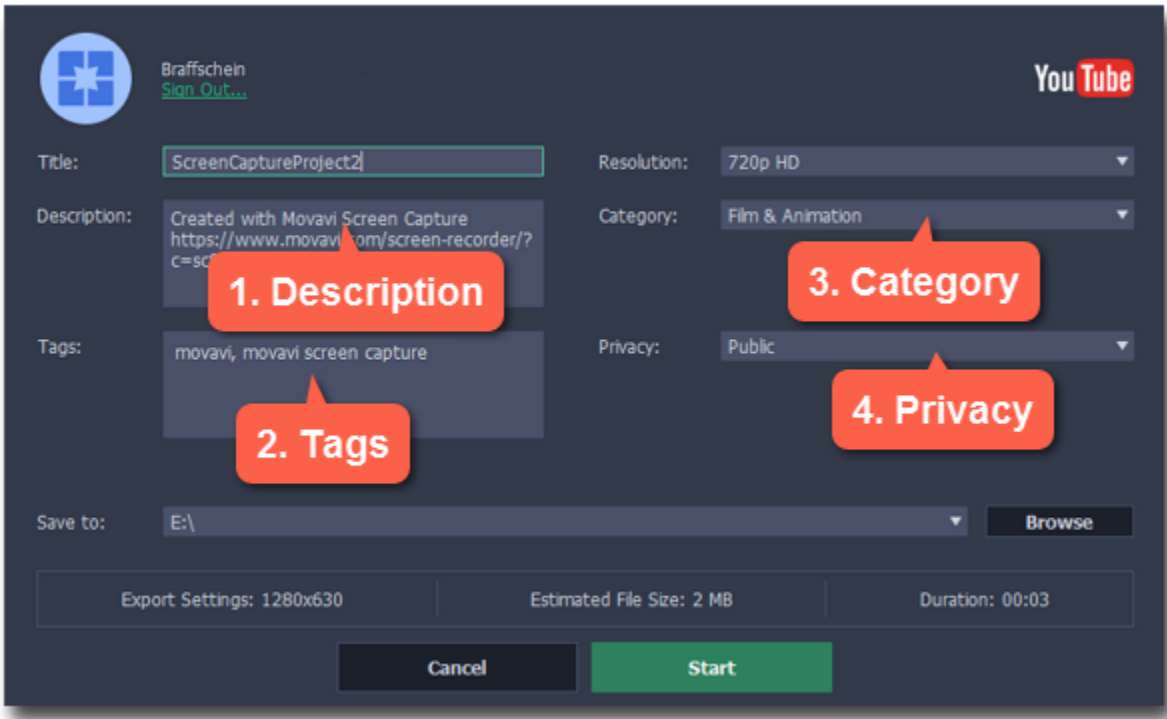 Braffschein
Sign Out...
YouTube
Title:
ScreenCaptureProject2
Resolution:
720p HD
Description:
Created with Movavi Screen Capture
https://www.movavi.com/screen-recorder/?
1. Description
Category:
Film & Animation
3. Category
Tags:
movavi, movavi screen capture
2. Tags
Privacy:
Public
4. Privacy
Save to:
E:\
Browse
Export Settings: 1280x630
Estimated File Size: 2 MB
Duration: 00:03
Cancel
Start